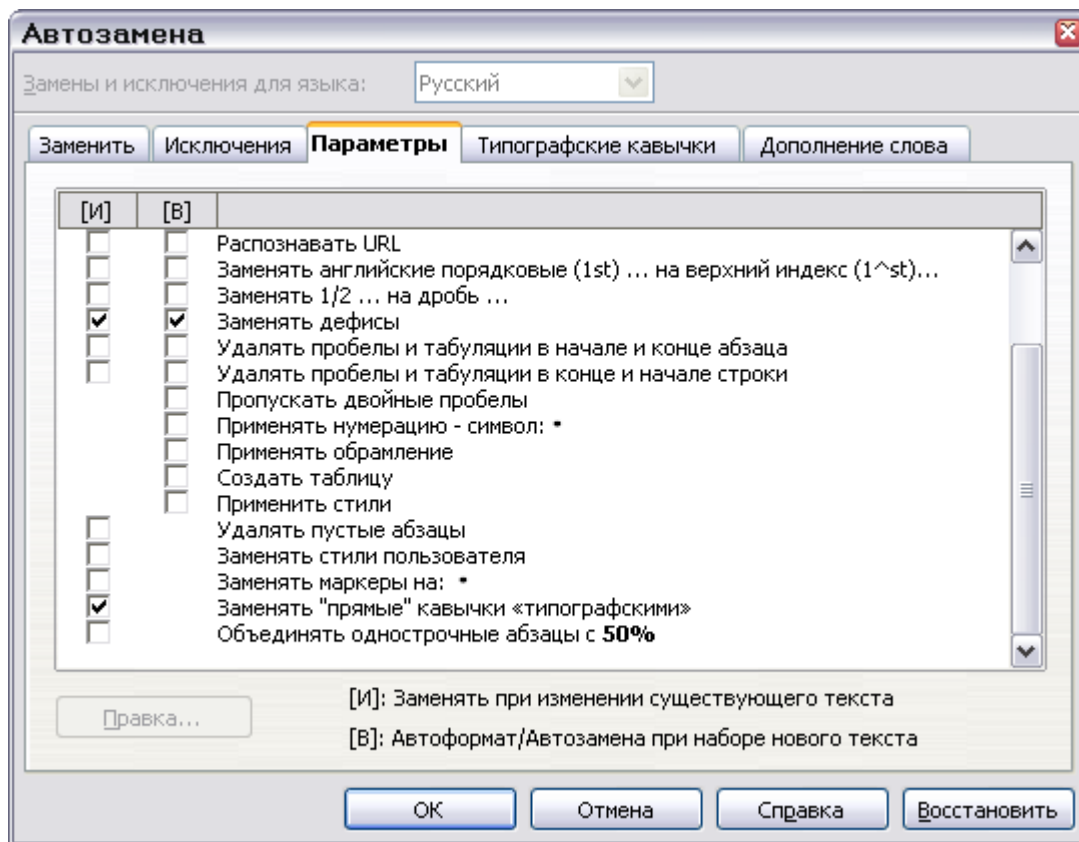 Автозамена
Замены и исключения для языка: Русский
Заменить Исключения Параметры Типографские кавычки Дополнение слова
[И] [В]
Распознавать URL
Заменять английские порядковые (1st) ... на верхний индекс (1^st)...
Заменять 1/2 ... на дробь ...
Заменять дефисы
Удалять пробелы и табуляции в начале и конце абзаца
Удалять пробелы и табуляции в конце и начале строки
Пропускать двойные пробелы
Применять нумерацию - символ: •
Применять обрамление
Создать таблицу
Применить стили
Удалять пустые абзацы
Заменять стили пользователя
Заменять маркеры на: •
Заменять "прямые" кавычки «типографскими»
Объединять однострочные абзацы с 50%
[И]: Заменять при изменении существующего текста
Правка...
[В]: Автоформат/Автозамена при наборе нового текста
ОК Отмена Справка Восстановить